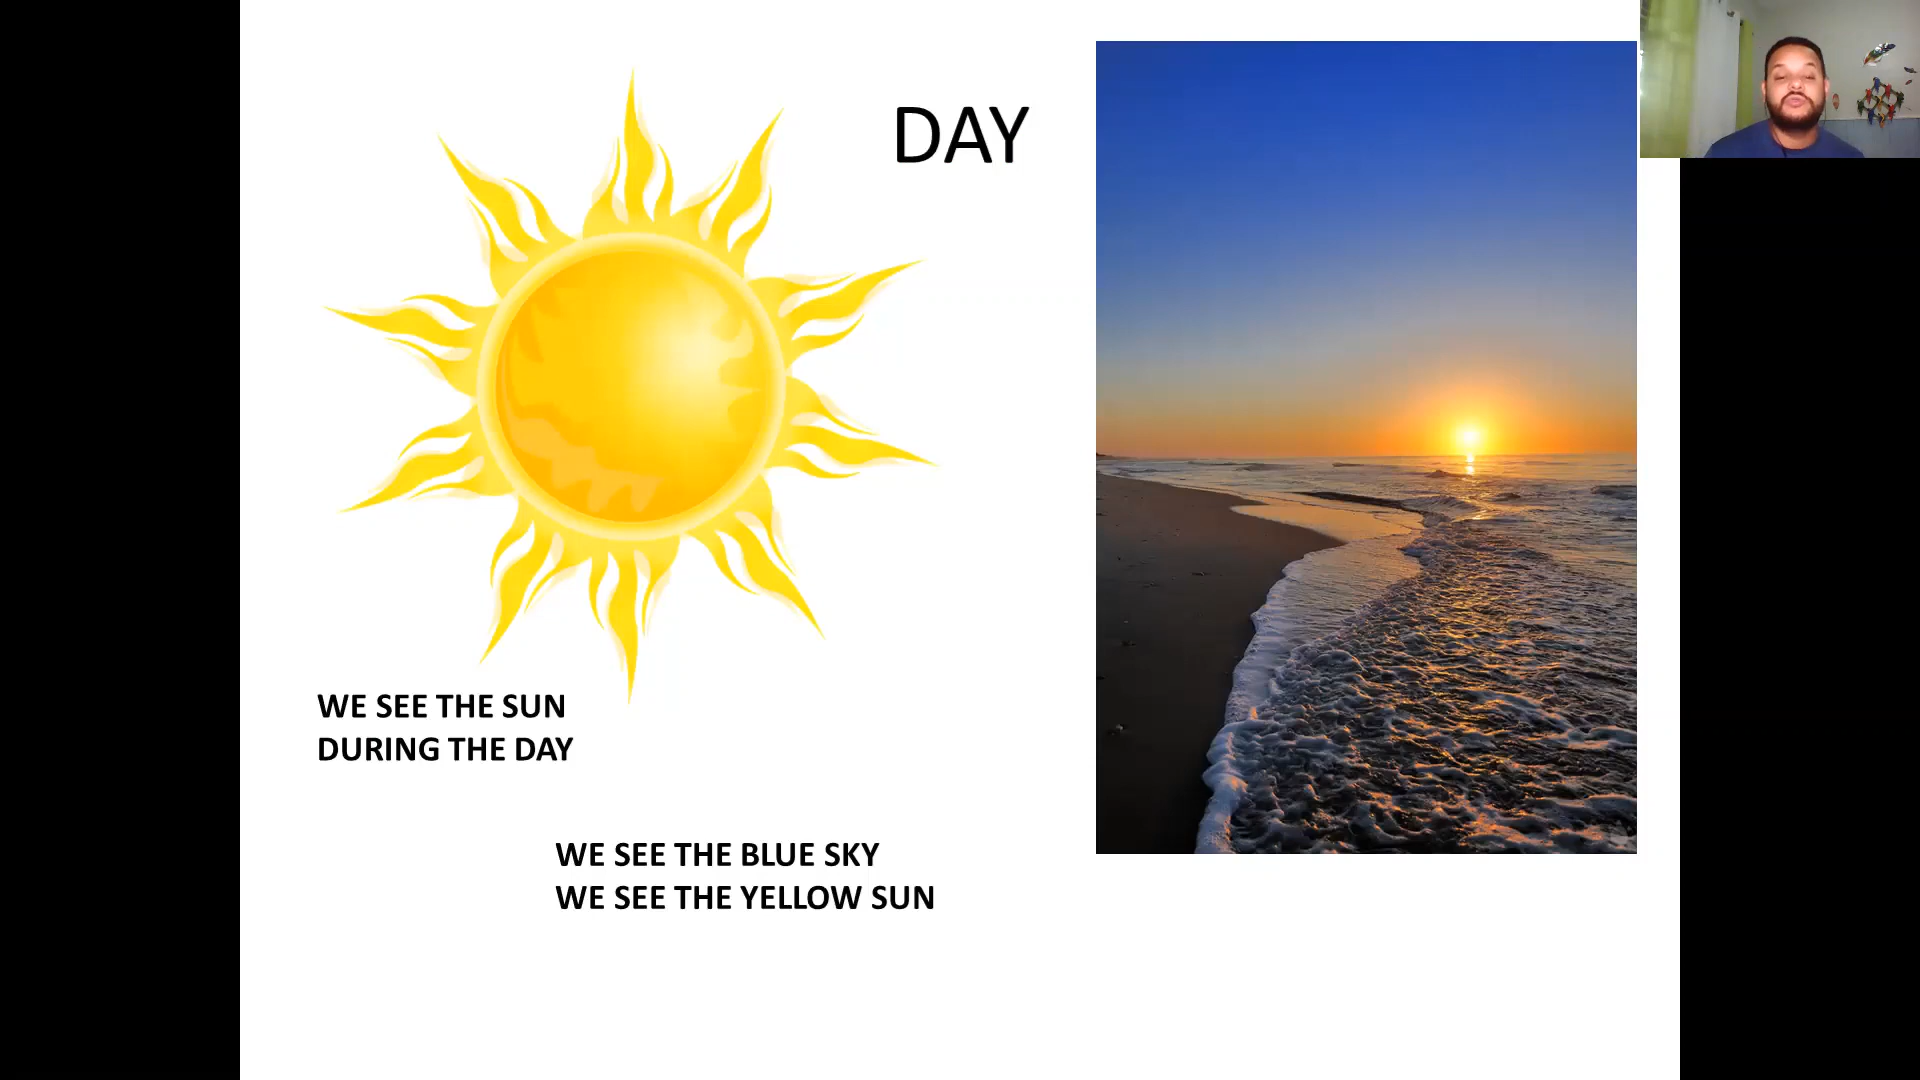 DAY
WE SEE THE SUN
DURING THE DAY
WE SEE THE BLUE SKY
WE SEE THE YELLOW SUN